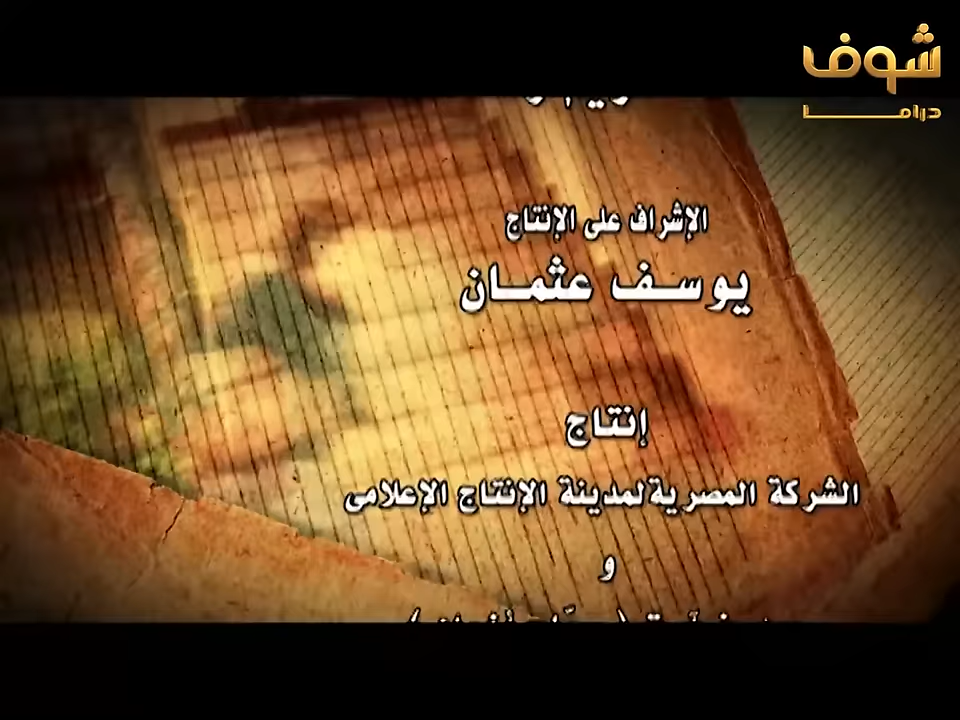 شوف
دراما
الإشراف على الإنتاج
يوسف عثمان
إنتاج
الشركة المصرية لمدينة الإنتاج الإعلامى
و